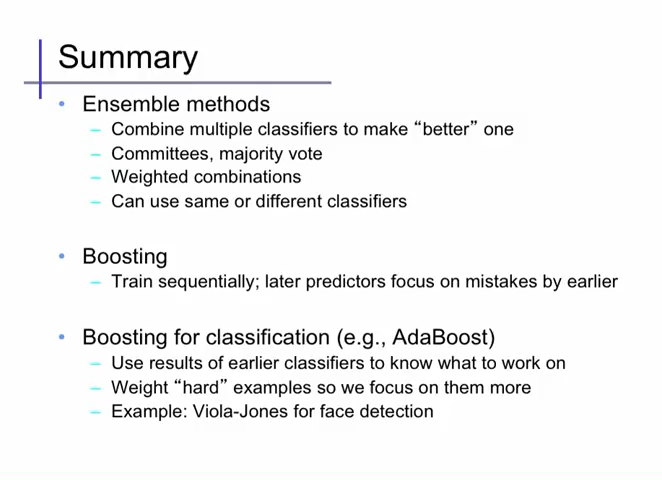 Summary
• Ensemble methods
– Combine multiple classifiers to make “better” one
– Committees, majority vote
– Weighted combinations
– Can use same or different classifiers
• Boosting
– Train sequentially; later predictors focus on mistakes by earlier
• Boosting for classification (e.g., AdaBoost)
– Use results of earlier classifiers to know what to work on
– Weight “hard” examples so we focus on them more
– Example: Viola-Jones for face detection